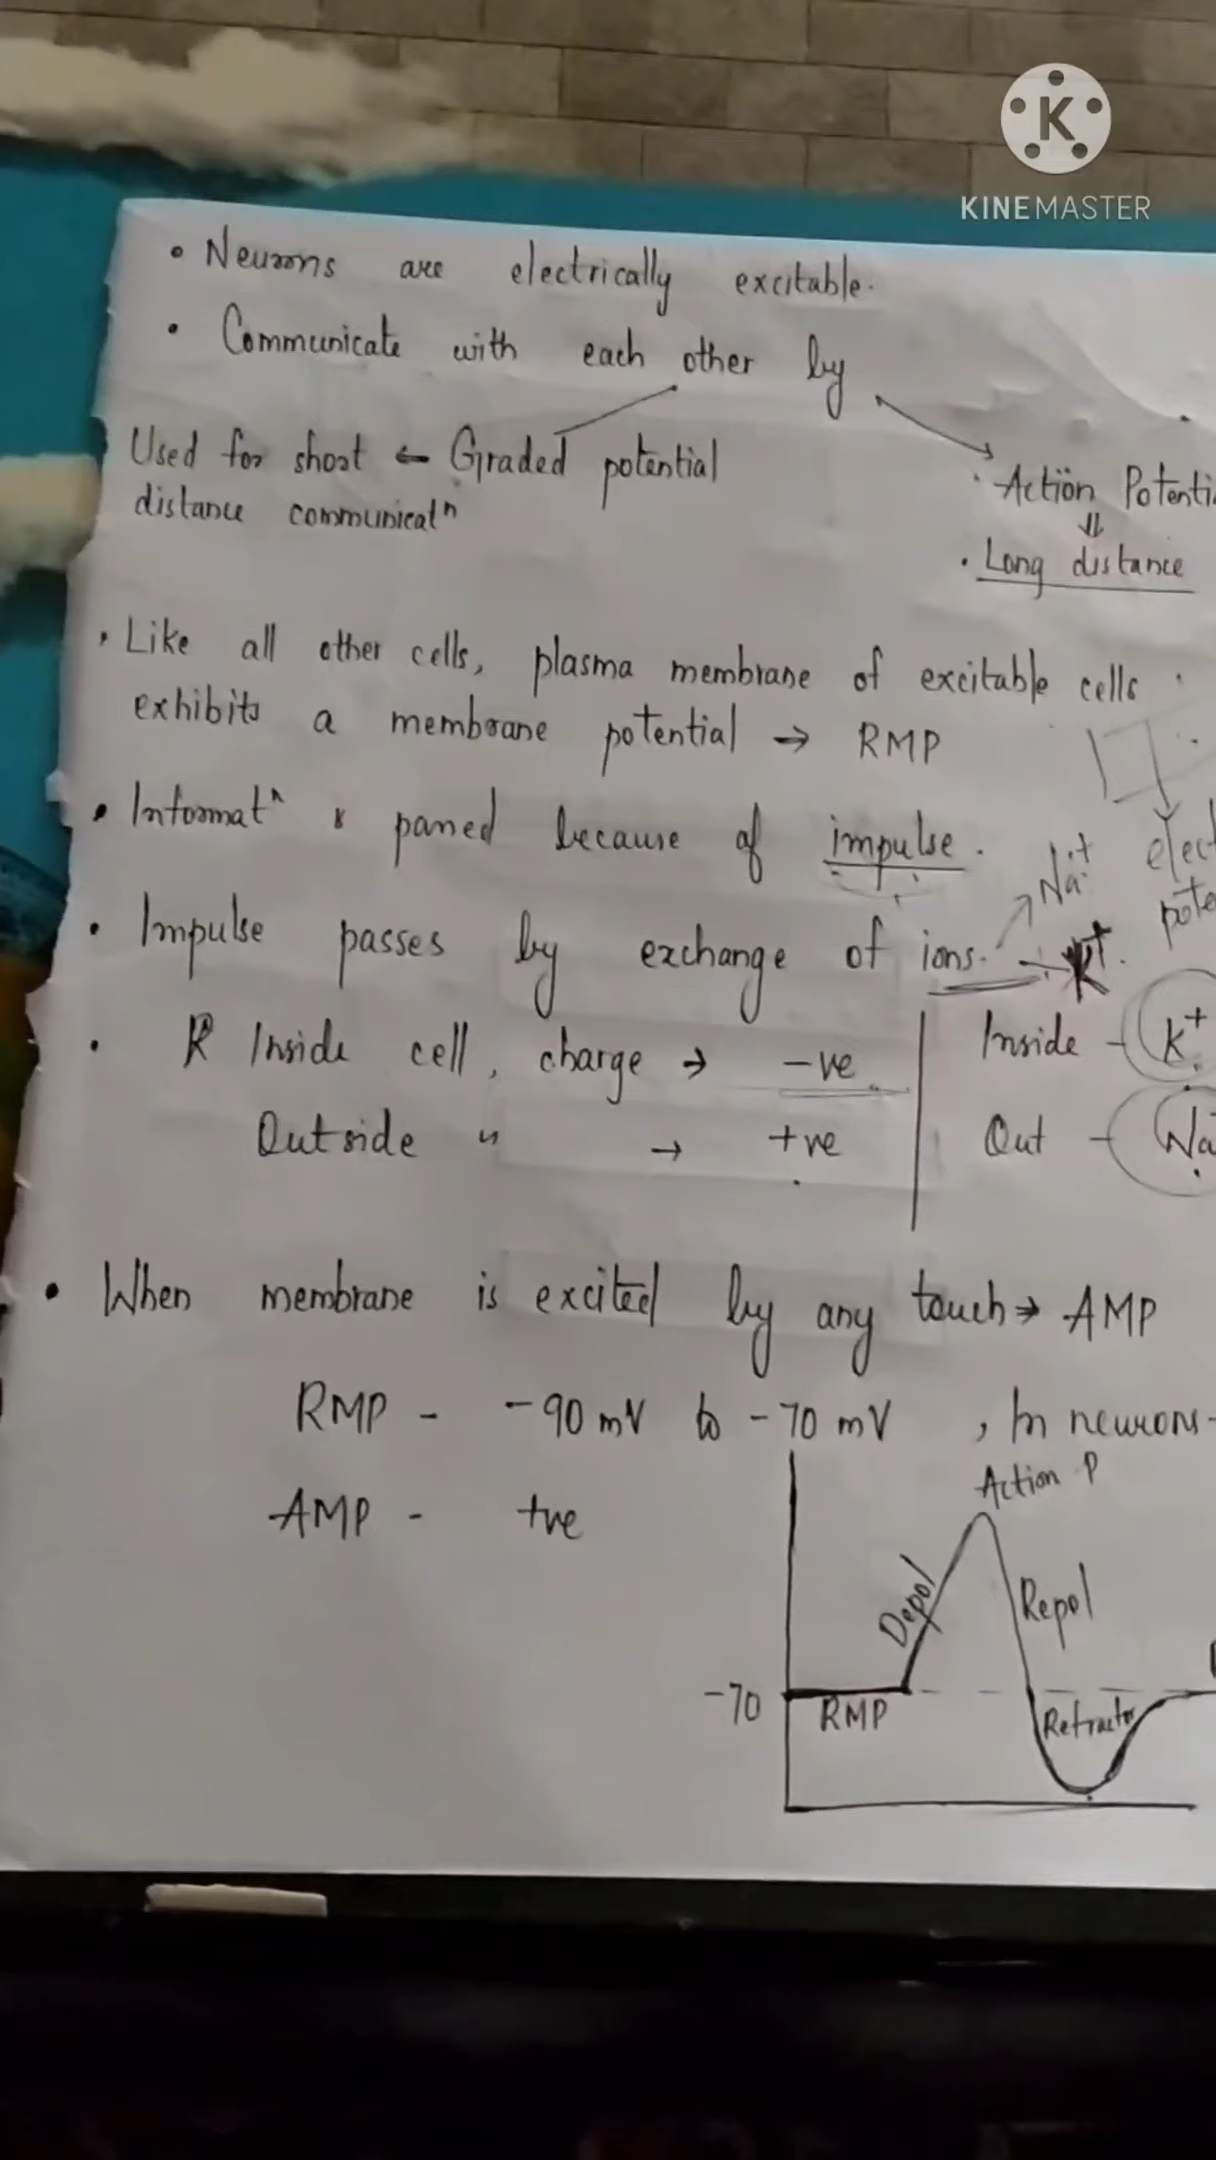 KINEMASTER
• Neurons are electrically excitable.
• Communicate with each other by
Used for short ← Graded potential
distance communicatⁿ
• Action Potenti
⇓
• Long distance
• Like all other cells, plasma membrane of excitable cells
exhibits a membrane potential → RMP
• Informatⁿ is passed because of impulse.
Na+ elect
pote
• Impulse passes by exchange of ions. → K+.
• Inside cell, charge → -ve
Outside " → +ve
Inside - K+
Out - Na
• When membrane is excited by any touch → AMP
RMP - -90 mV to -70 mV , In neurons-
AMP - +ve
Action P
Depol
Repol
-70
RMP
Refracto